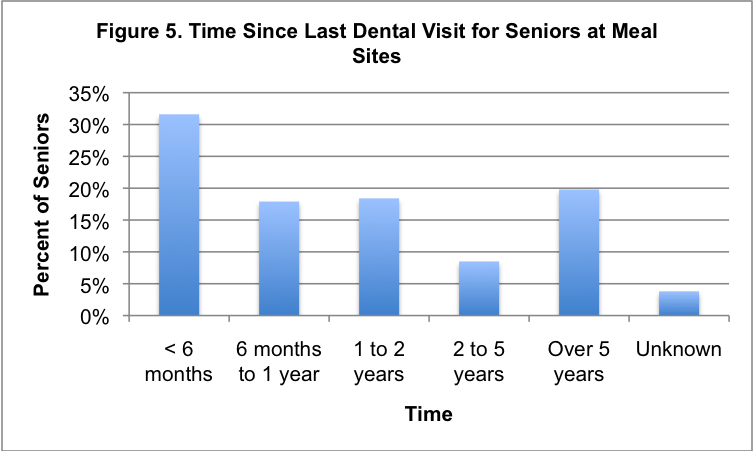 Figure 5. Time Since Last Dental Visit for Seniors at Meal
Sites
35%
30%
25%
20%
15%
10%
5%
0%
Percent of Seniors
< 6
months
6 months
to 1 year
1 to 2
years
2 to 5
years
Over 5
years
Unknown
Time